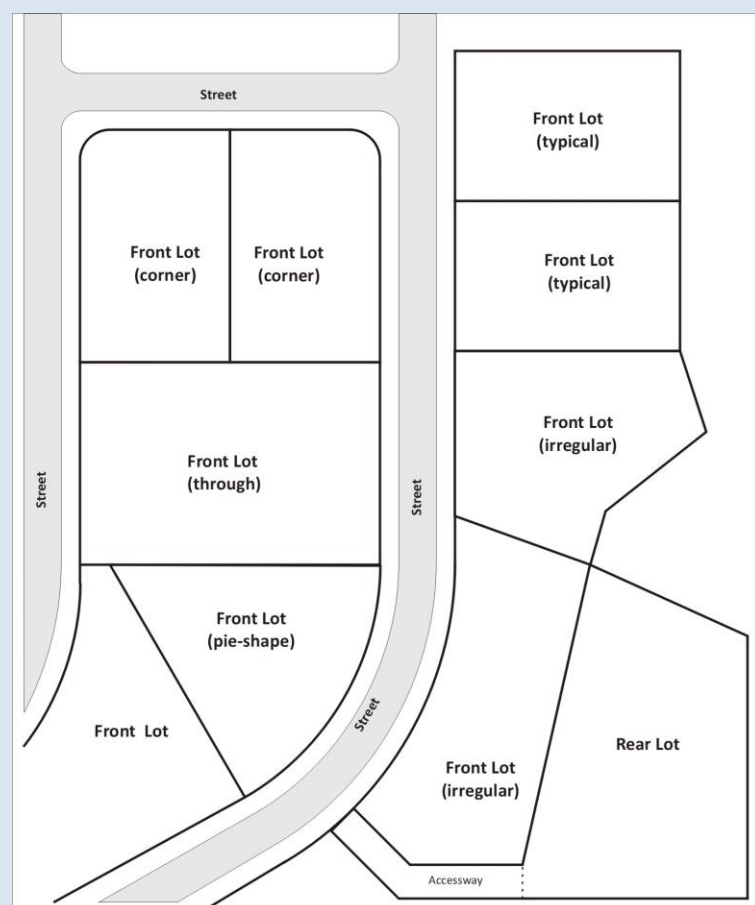 Street
Front Lot
(typical)
Front Lot
(corner)
Front Lot
(corner)
Front Lot
(typical)
Front Lot
(irregular)
Street
Front Lot
(through)
Street
Front Lot
(pie-shape)
Street
Front Lot
Front Lot
(irregular)
Rear Lot
Accessway